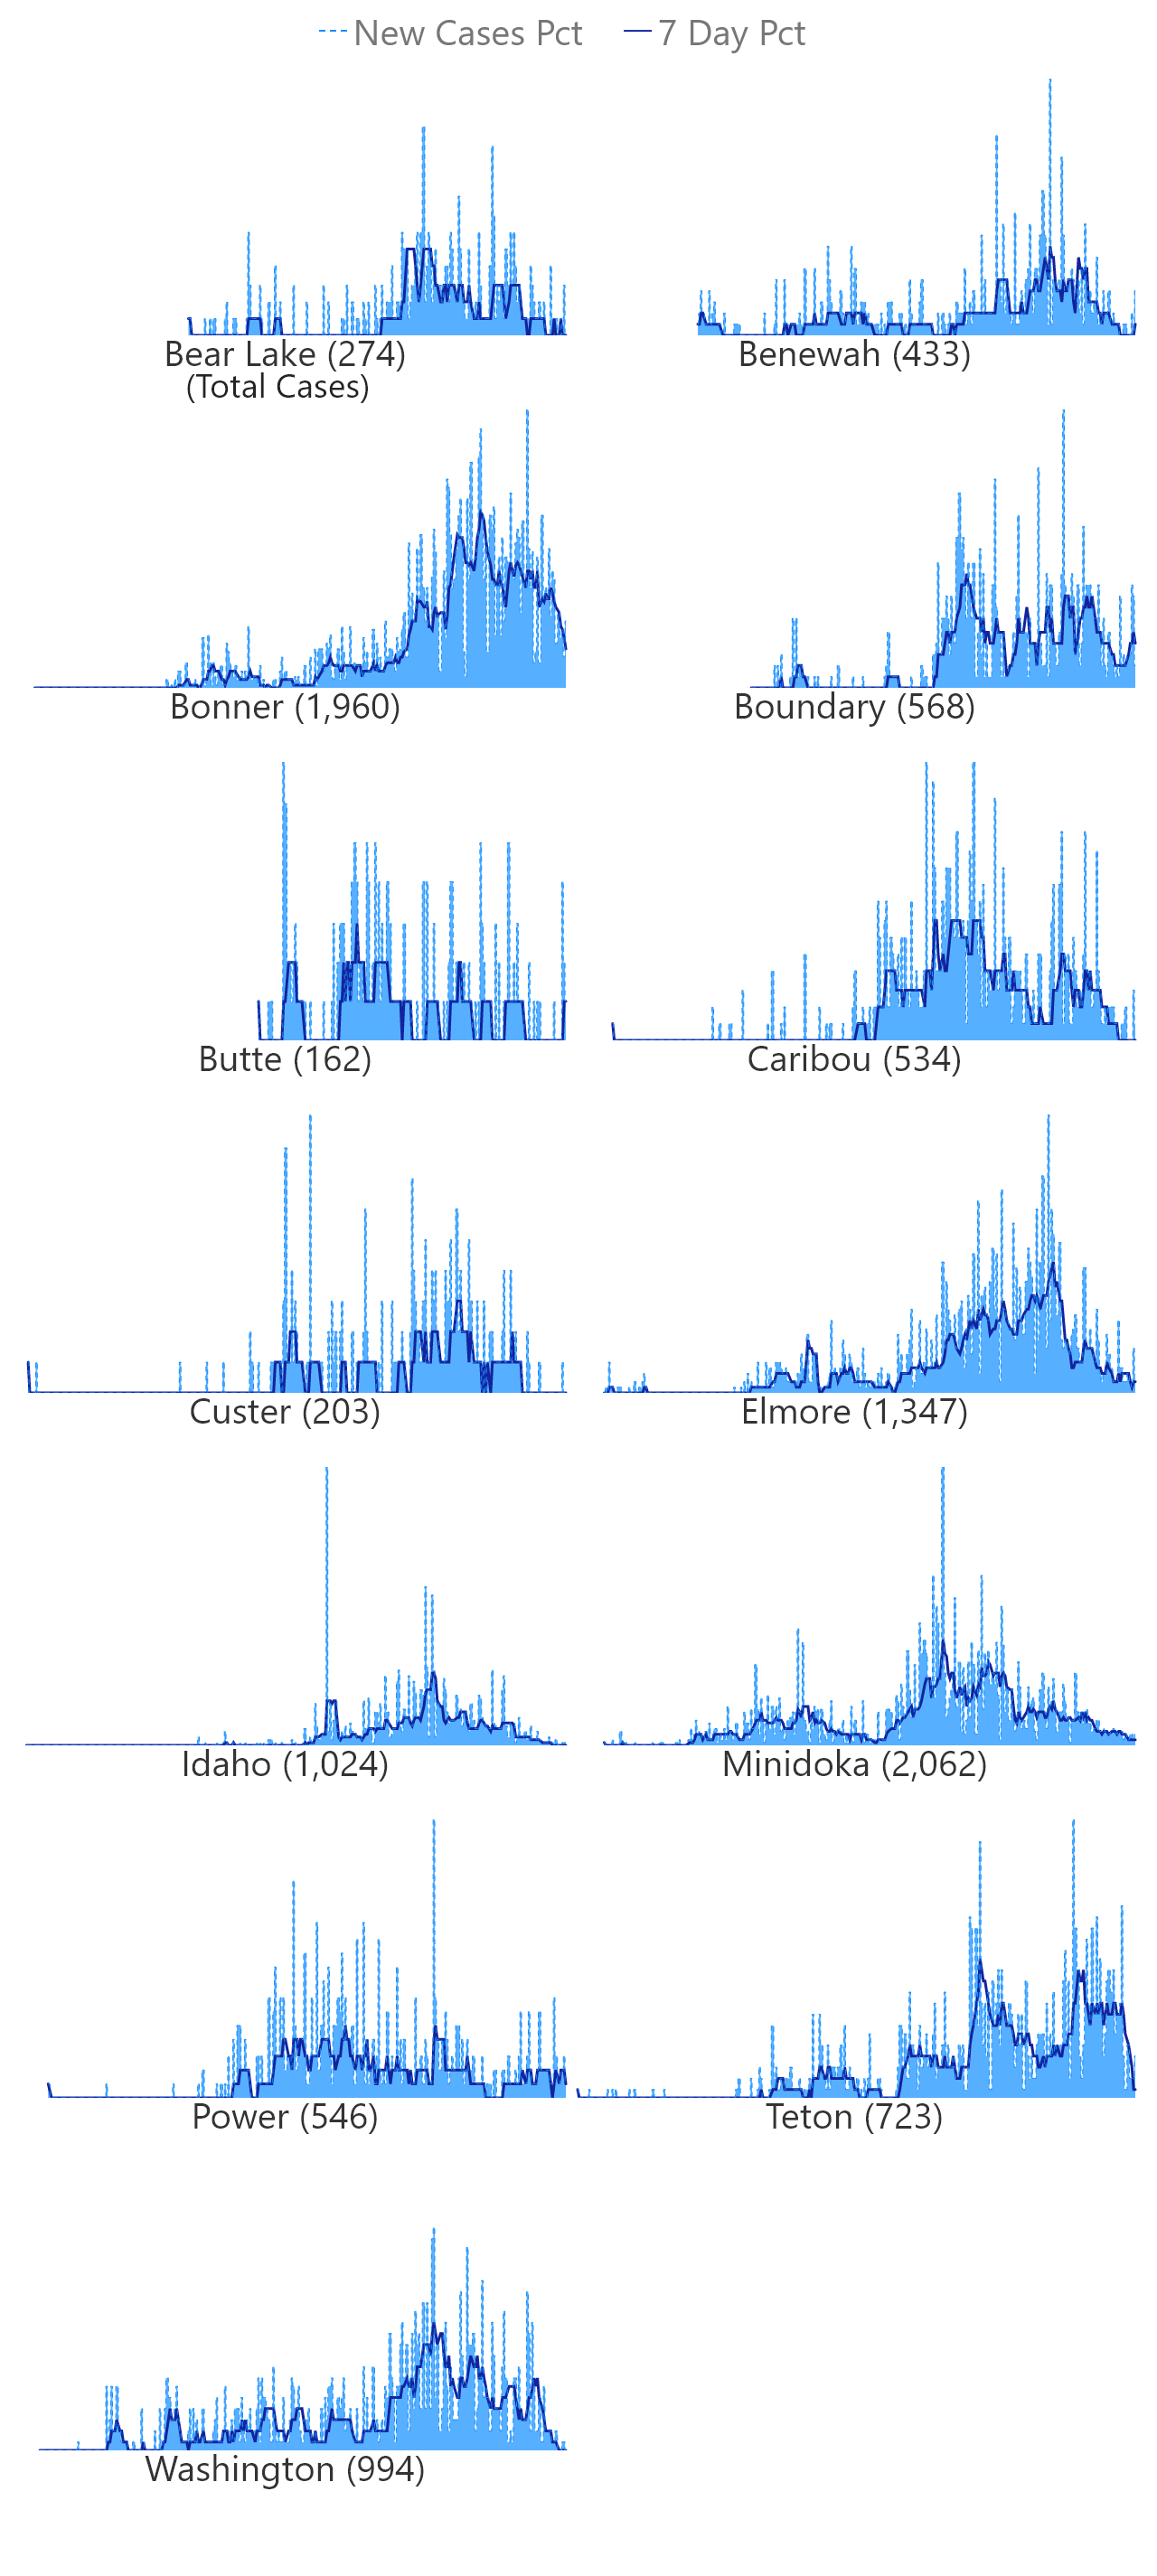 New Cases Pct 7 Day Pct
Bear Lake (274)
(Total Cases)
Benewah (433)
Bonner (1,960)
Boundary (568)
Butte (162)
Caribou (534)
Custer (203)
Elmore (1,347)
Idaho (1,024)
Minidoka (2,062)
Power (546)
Teton (723)
Washington (994)